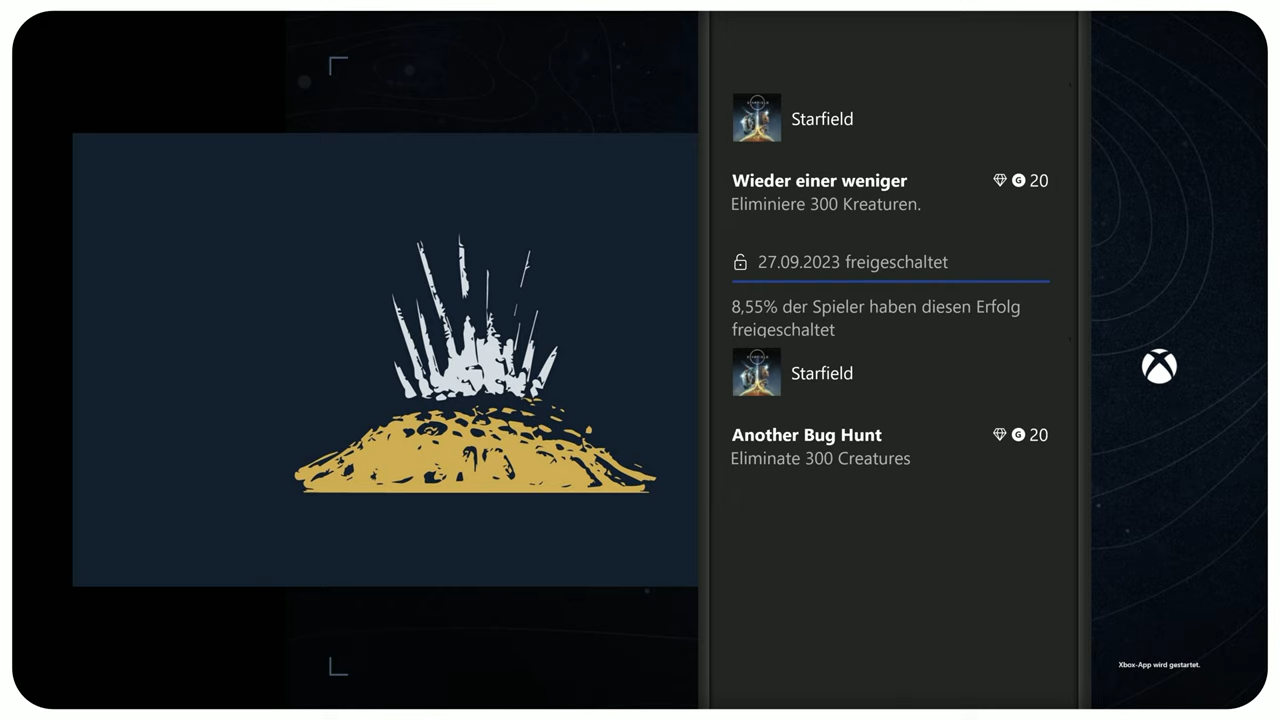 Starfield
Wieder einer weniger
G 20
Eliminiere 300 Kreaturen.
27.09.2023 freigeschaltet
8,55% der Spieler haben diesen Erfolg
freigeschaltet
Starfield
Another Bug Hunt
G 20
Eliminate 300 Creatures
Xbox-App wird gestartet.